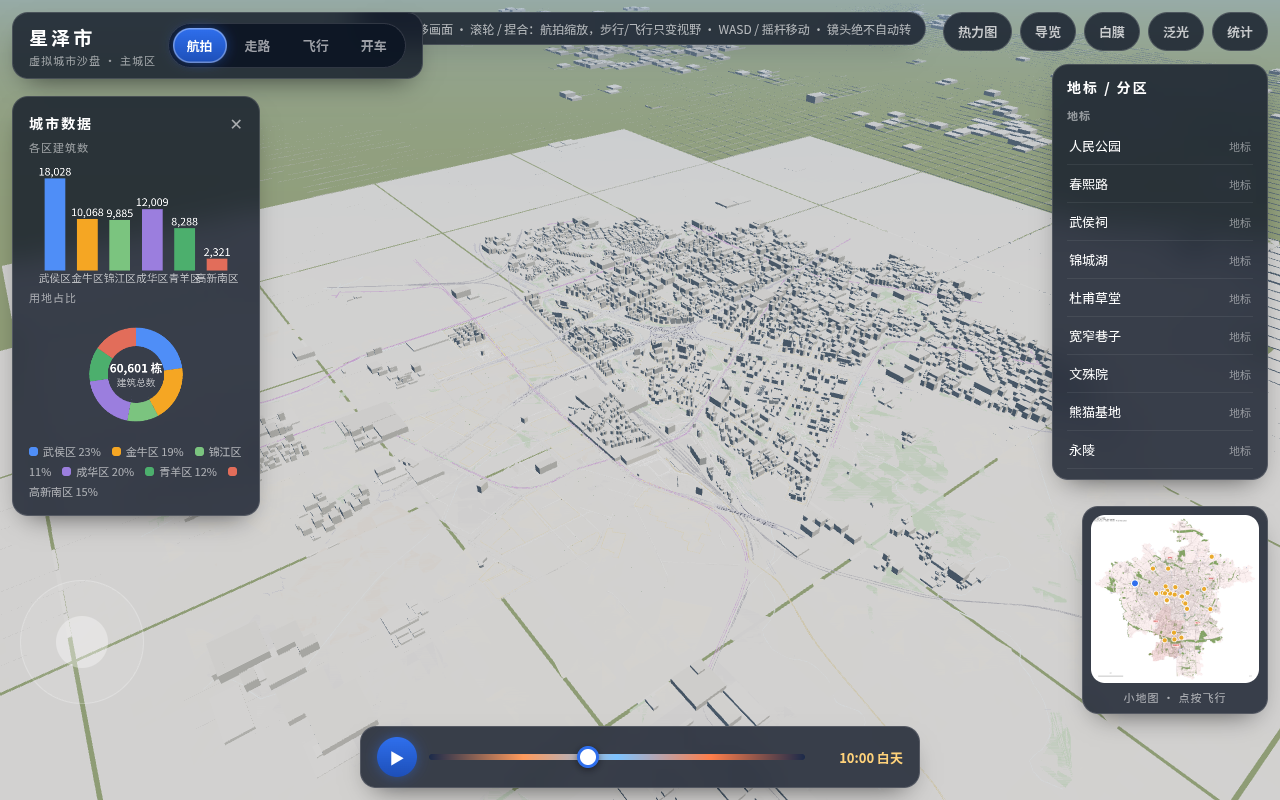 星泽市
虚拟城市沙盘 · 主城区
航拍
走路
飞行
开车
画面 · 滚轮 / 捏合：航拍缩放，步行/飞行只变视野 · WASD / 摇杆移动 · 镜头绝不自动转
热力图
导览
白膜
泛光
统计
城市数据
×
各区建筑数
18,028
10,068
9,885
12,009
8,288
2,321
武侯区
金牛区
锦江区
成华区
青羊区
高新南区
用地占比
60,601 栋
建筑总数
武侯区 23% 金牛区 19% 锦江区
11% 成华区 20% 青羊区 12%
高新南区 15%
地标 / 分区
地标
人民公园 地标
春熙路 地标
武侯祠 地标
锦城湖 地标
杜甫草堂 地标
宽窄巷子 地标
文殊院 地标
熊猫基地 地标
永陵 地标
小地图 · 点按飞行
10:00 白天